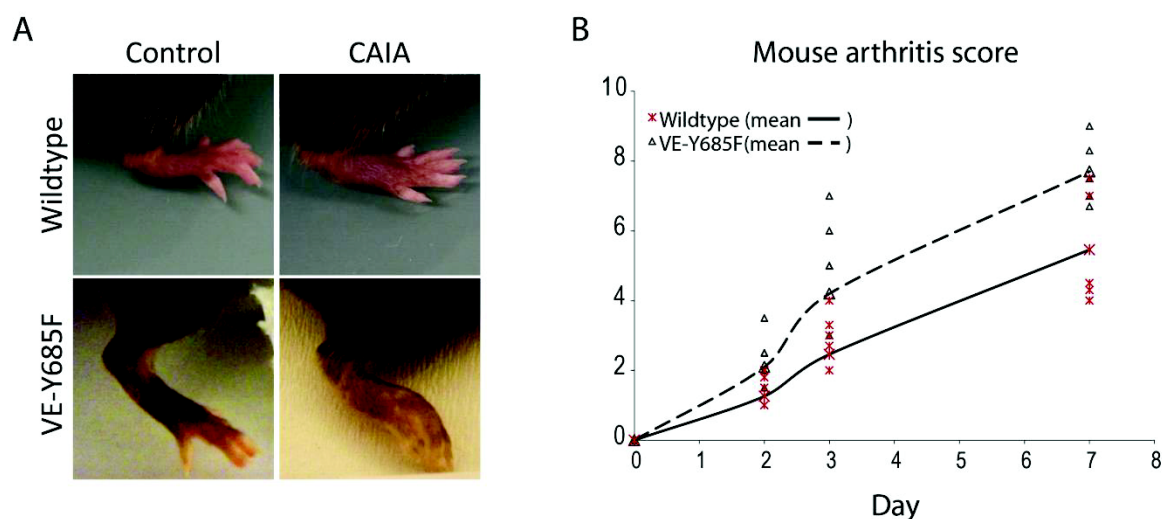 A
Control CAIA
Wildtype
VE-Y685F
B
Mouse arthritis score
Wildtype (mean )
VE-Y685F(mean )
10
8
6
4
2
0
0 1 2 3 4 5 6 7 8
Day